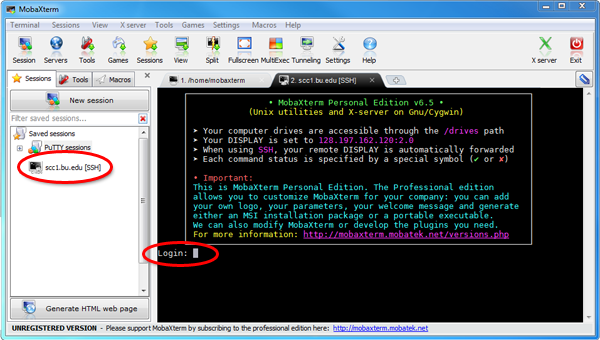 MobaXterm
Terminal Sessions View X server Tools Games Settings Macros Help
Session Servers Tools Games Sessions View Split Fullscreen MultiExec Tunneling Settings Help X server Exit
Sessions Tools Macros
1. /home/mobaxterm
2. scc1.bu.edu [SSH]
New session
Filter saved sessions...
Saved sessions
PuTTY sessions
scc1.bu.edu [SSH]
• MobaXterm Personal Edition v6.5 •
(Unix utilities and X-server on Gnu/Cygwin)
➤ Your computer drives are accessible through the /drives path
➤ Your DISPLAY is set to 128.197.162.120:2.0
➤ When using SSH, your remote DISPLAY is automatically forwarded
➤ Each command status is specified by a special symbol (✓ or ✗)
• Important:
This is MobaXterm Personal Edition. The Professional edition
allows you to customize MobaXterm for your company: you can add
your own logo, your parameters, your welcome message and generate
either an MSI installation package or a portable executable.
We can also modify MobaXterm or develop the plugins you need.
For more information: http://mobaxterm.mobatek.net/versions.php
Login:
Generate HTML web page
UNREGISTERED VERSION - Please support MobaXterm by subscribing to the professional edition here: http://mobaxterm.mobatek.net